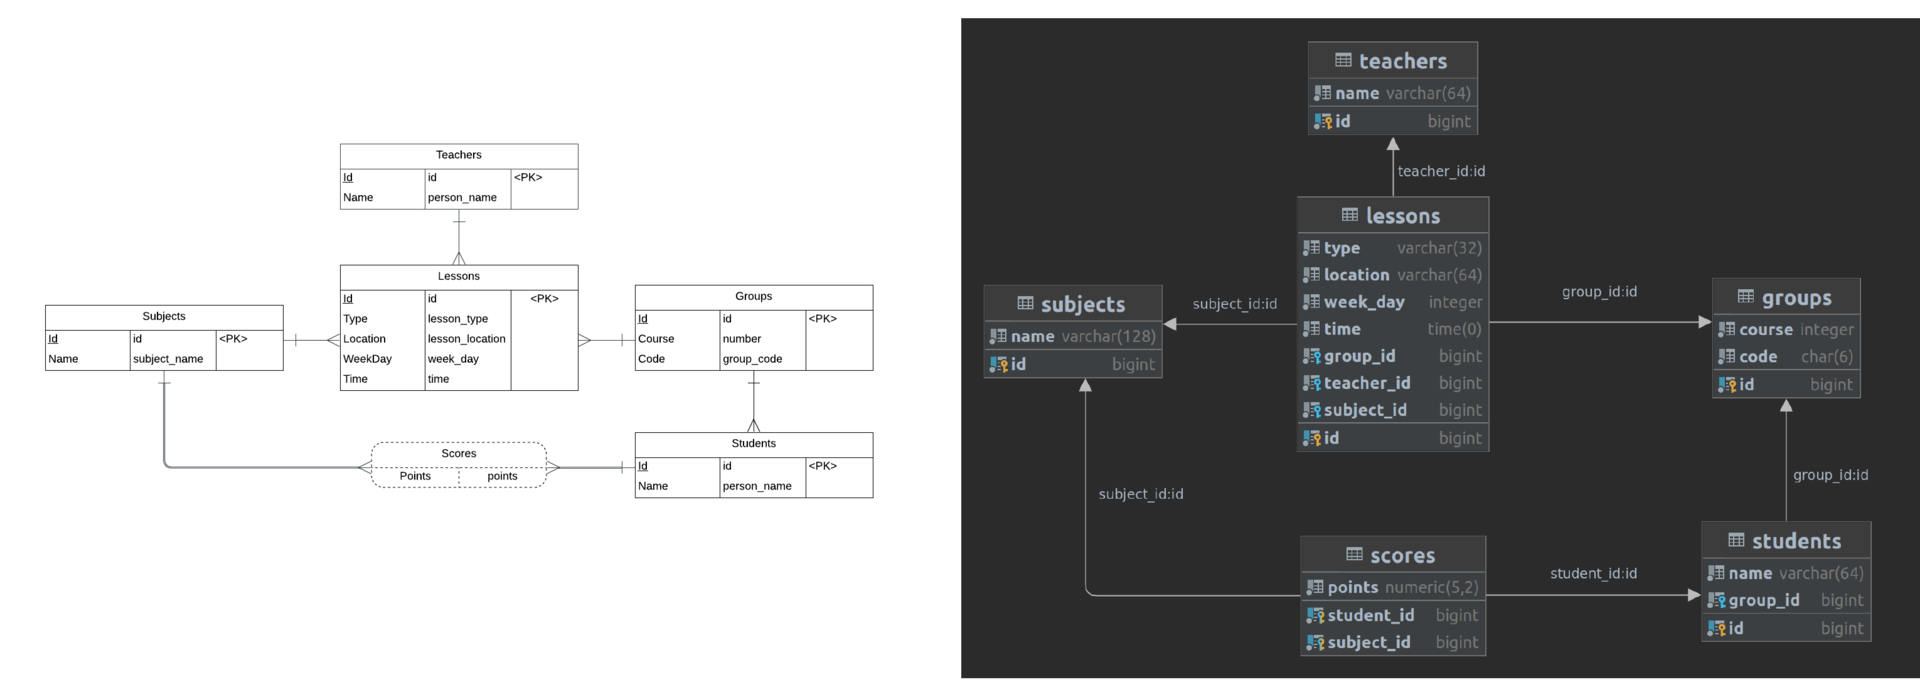 Teachers
Id id <PK>
Name person_name
Lessons
Id id <PK>
Type lesson_type
Location lesson_location
WeekDay week_day
Time time
Subjects
Id id <PK>
Name subject_name
Groups
Id id <PK>
Course number
Code group_code
Scores
Points points
Students
Id id <PK>
Name person_name
teachers
name varchar(64)
id bigint
teacher_id:id
lessons
type varchar(32)
location varchar(64)
week_day integer
time time(0)
group_id bigint
teacher_id bigint
subject_id bigint
id bigint
subject_id:id
group_id:id
subjects
name varchar(128)
id bigint
groups
course integer
code char(6)
id bigint
subject_id:id
group_id:id
scores
points numeric(5,2)
student_id bigint
subject_id bigint
student_id:id
students
name varchar(64)
group_id bigint
id bigint